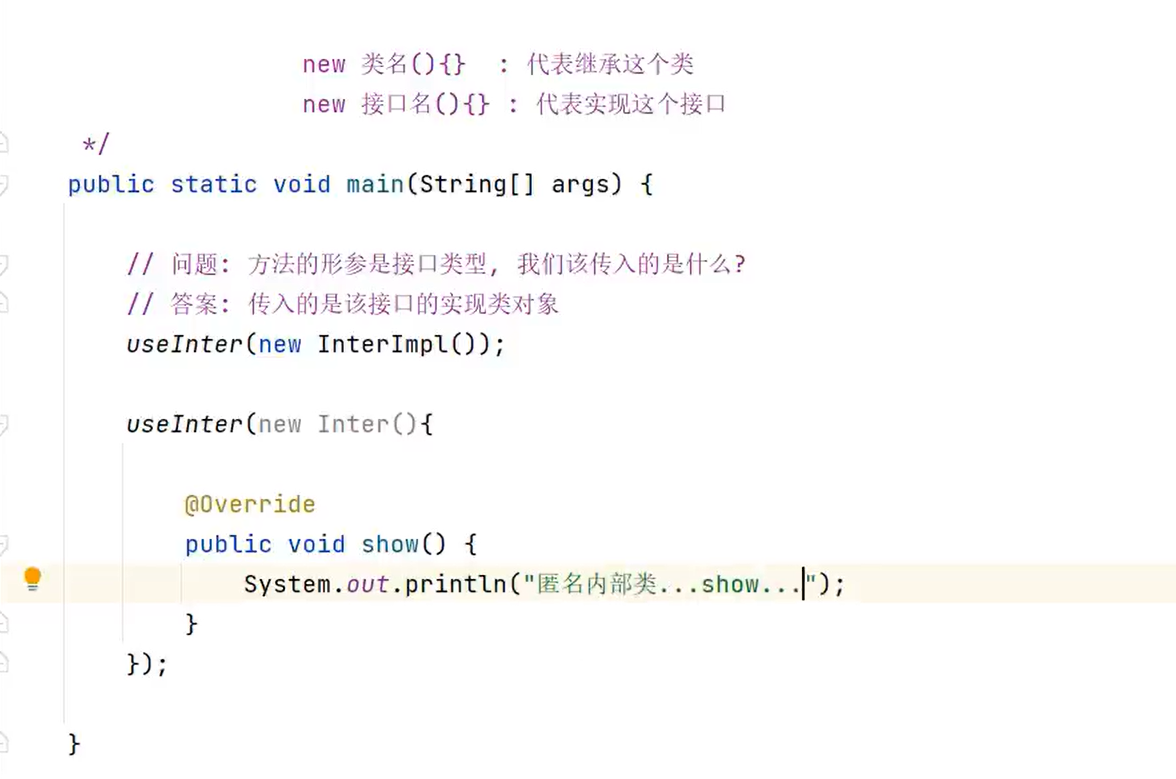 new 类名(){}  : 代表继承这个类
new 接口名(){} : 代表实现这个接口
*/
public static void main(String[] args) {
// 问题: 方法的形参是接口类型, 我们该传入的是什么?
// 答案: 传入的是该接口的实现类对象
useInter(new InterImpl());
useInter(new Inter(){
@Override
public void show() {
System.out.println("匿名内部类...show...");
}
});
}